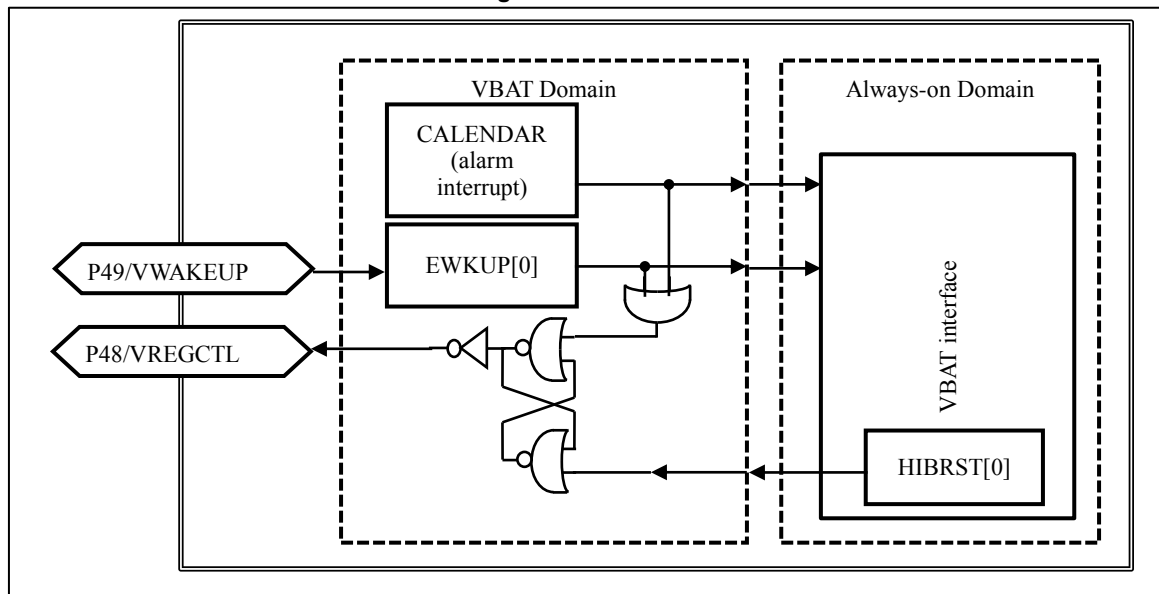 VBAT Domain
Always-on Domain
CALENDAR
(alarm
interrupt)
P49/VWAKEUP
EWKUP[0]
P48/VREGCTL
VBAT interface
HIBRST[0]